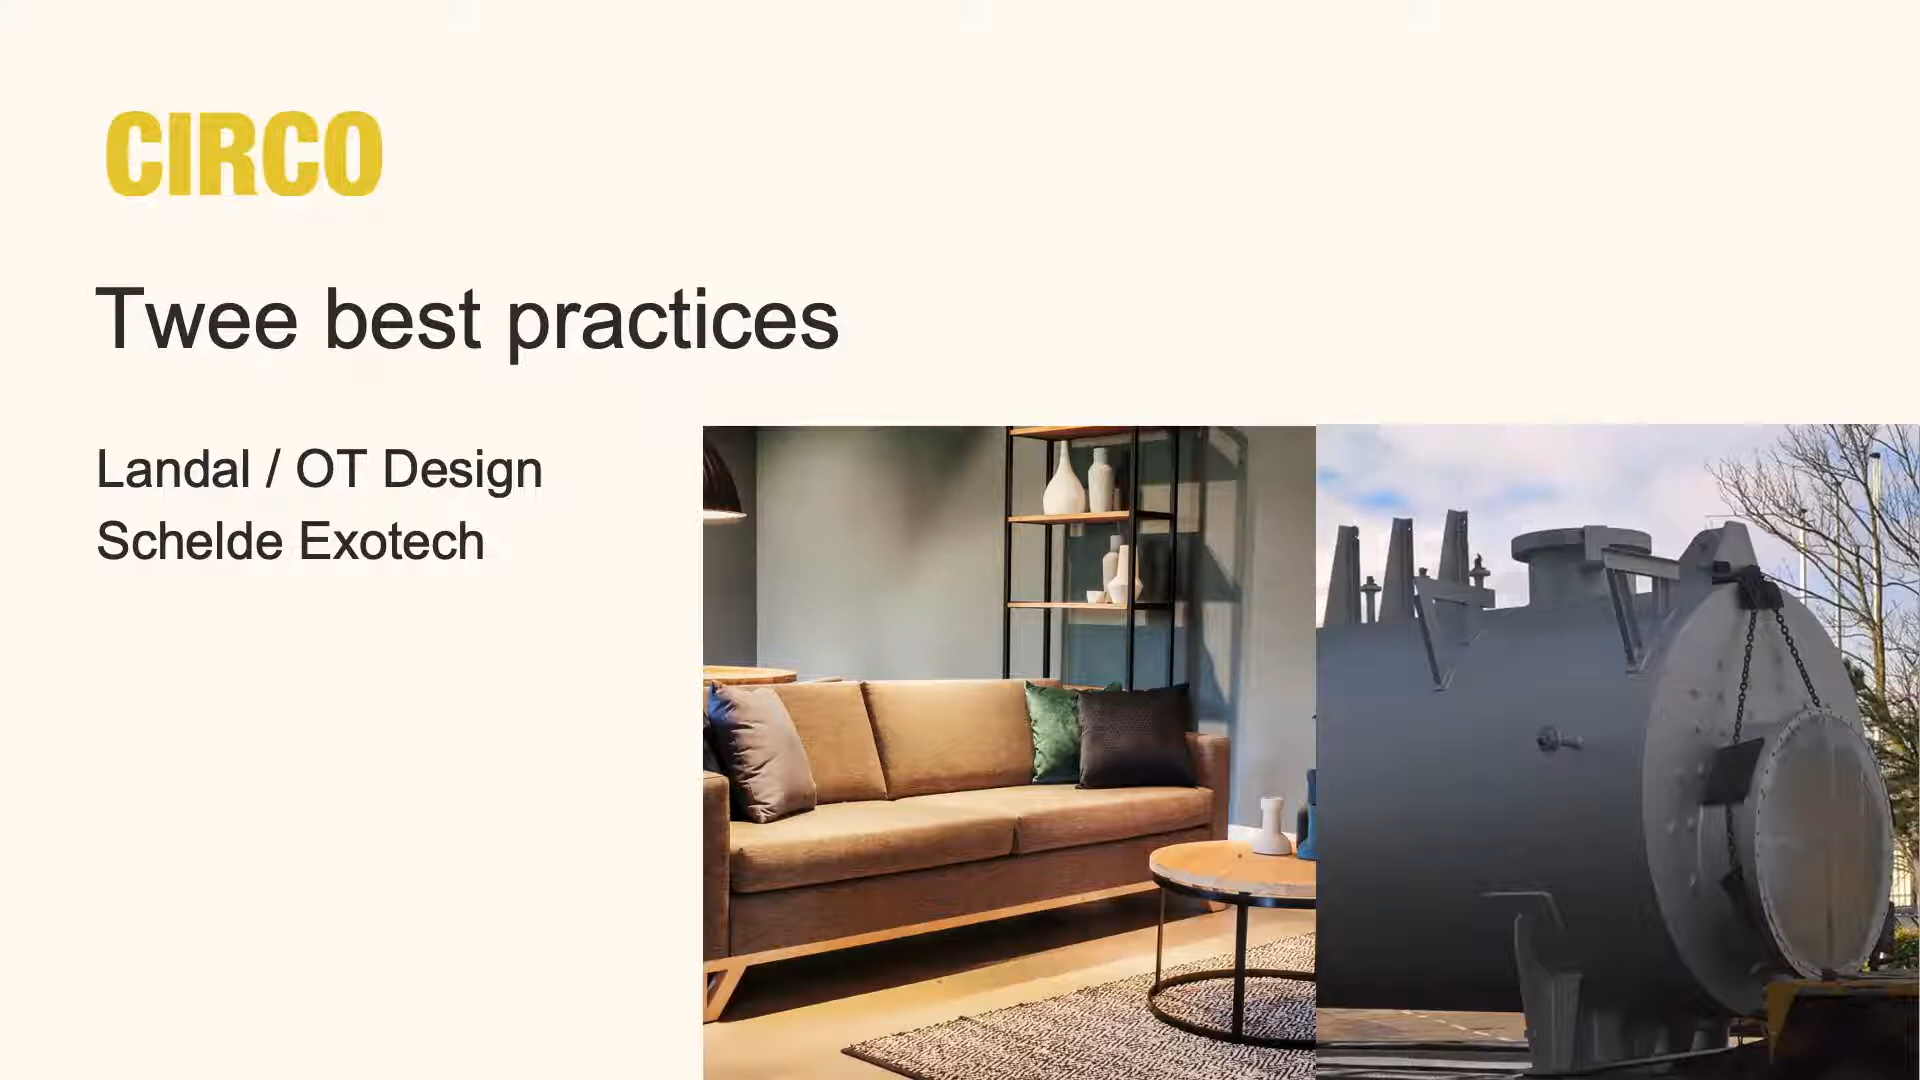 CIRCO
Twee best practices
Landal / OT Design
Schelde Exotech